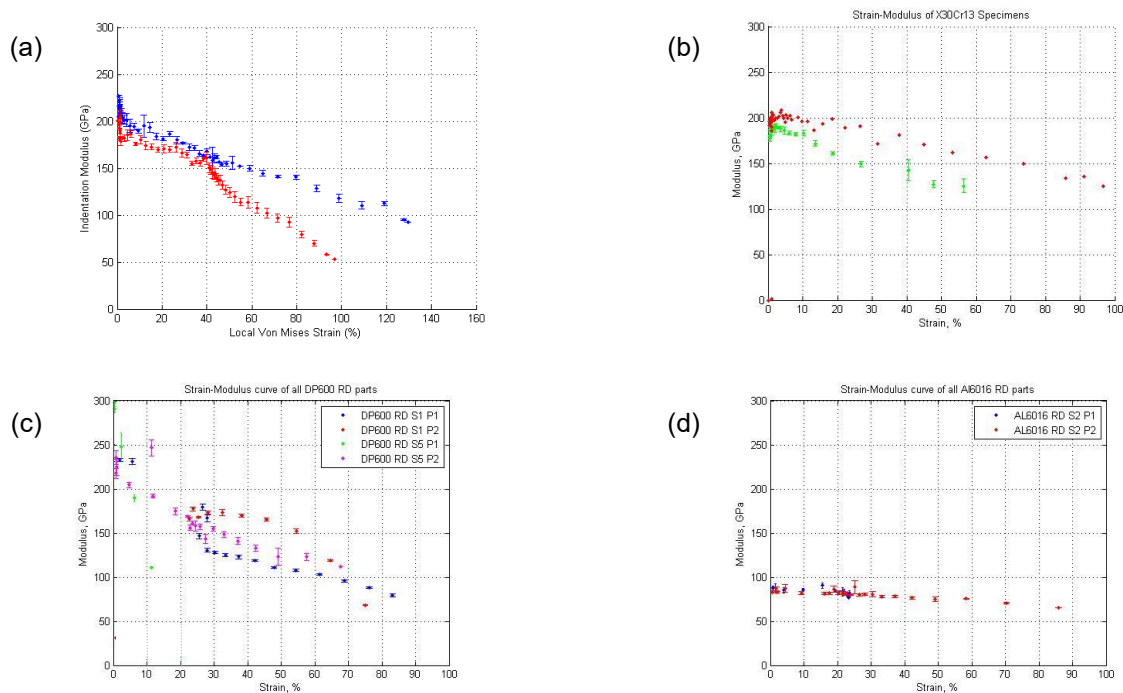 (a)
300
250
200
150
100
50
0
Indentation Modulus (GPa)
0 20 40 60 80 100 120 140 160
Local Von Mises Strain (%)
(b)
Strain-Modulus of X30Cr13 Specimens
300
250
200
150
100
50
0
Modulus, GPa
0 10 20 30 40 50 60 70 80 90 100
Strain, %
(c)
Strain-Modulus curve of all DP600 RD parts
300
250
200
150
100
50
0
Modulus, GPa
DP600 RD S1 P1
DP600 RD S1 P2
DP600 RD S5 P1
DP600 RD S5 P2
0 10 20 30 40 50 60 70 80 90 100
Strain, %
(d)
Strain-Modulus curve of all Al6016 RD parts
300
250
200
150
100
50
0
Modulus, GPa
AL6016 RD S2 P1
AL6016 RD S2 P2
0 10 20 30 40 50 60 70 80 90 100
Strain, %